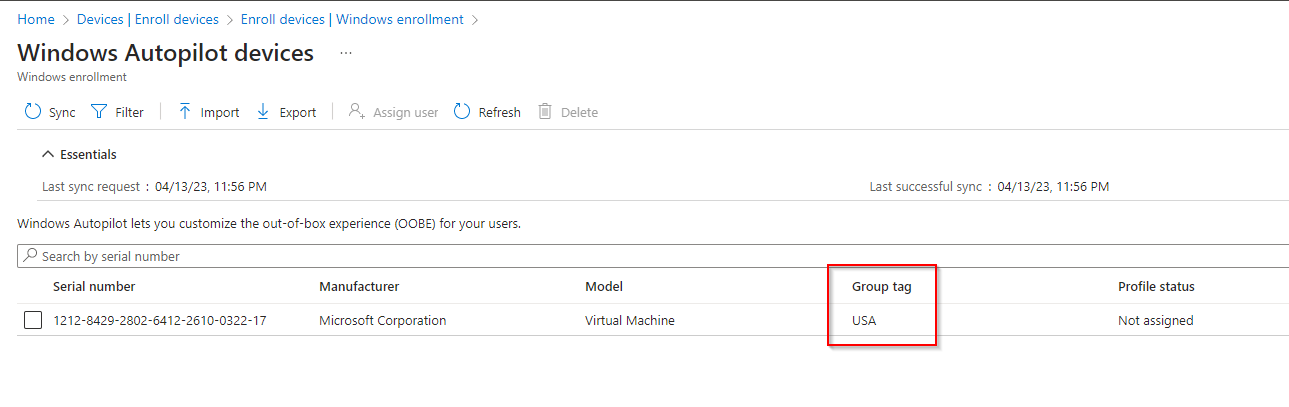 Home > Devices | Enroll devices > Enroll devices | Windows enrollment >
Windows Autopilot devices ...
Windows enrollment
Sync Filter Import Export Assign user Refresh Delete
Essentials
Last sync request : 04/13/23, 11:56 PM Last successful sync : 04/13/23, 11:56 PM
Windows Autopilot lets you customize the out-of-box experience (OOBE) for your users.
Search by serial number
Serial number Manufacturer Model Group tag Profile status
1212-8429-2802-6412-2610-0322-17 Microsoft Corporation Virtual Machine USA Not assigned